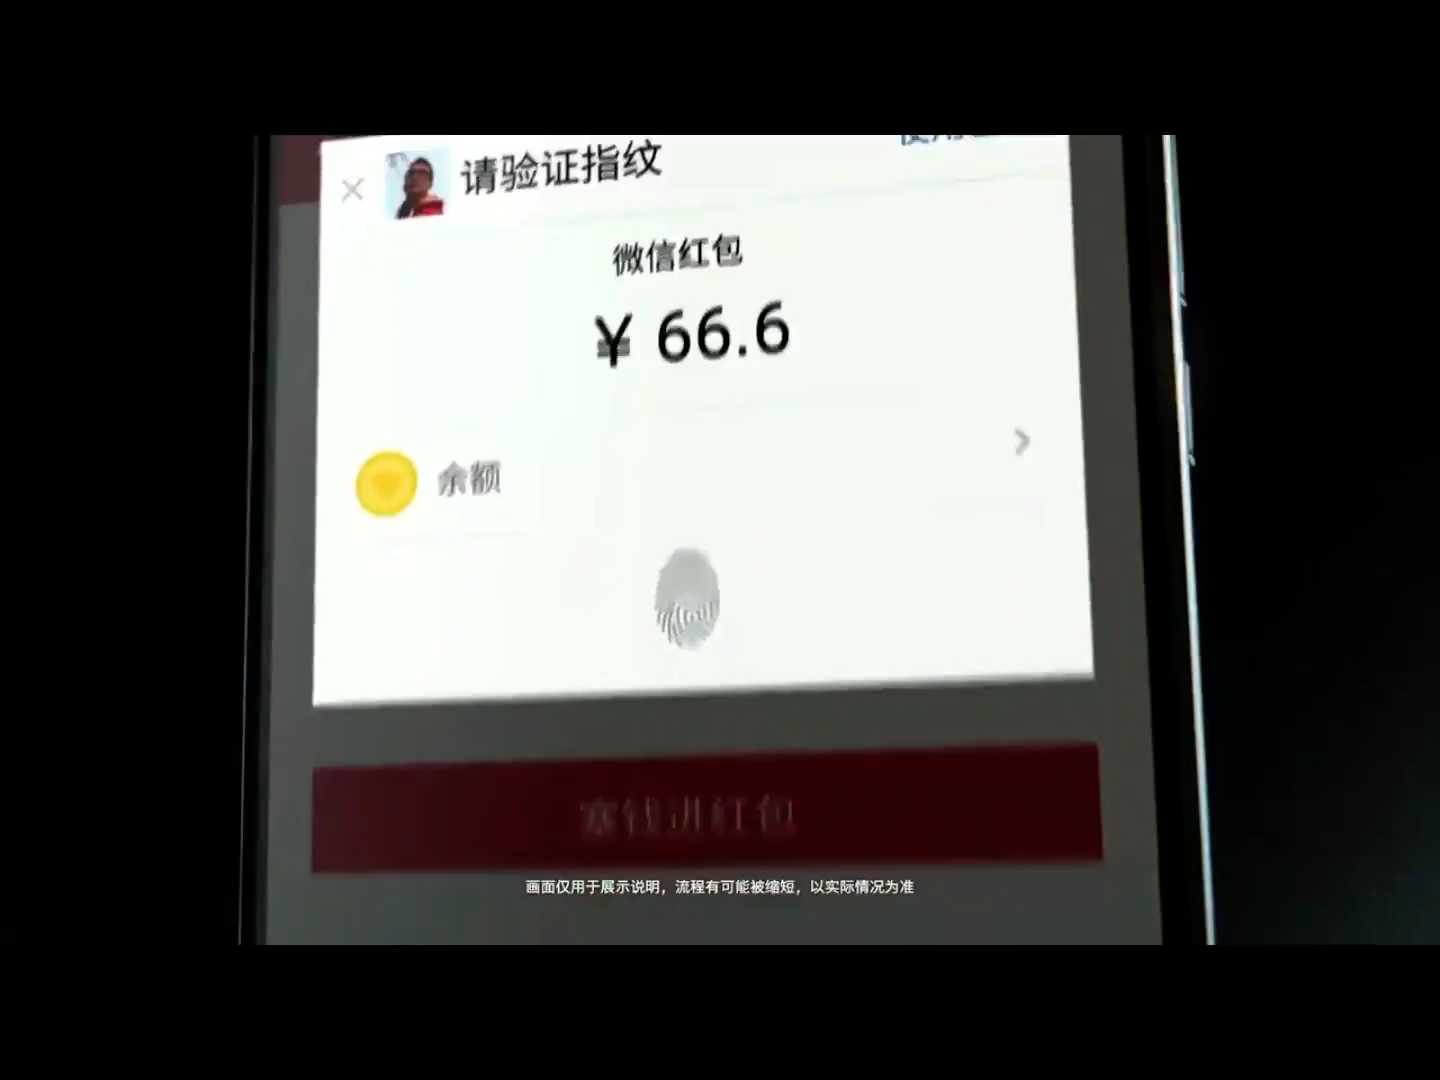 请验证指纹
微信红包
¥ 66.6
余额
塞钱进红包
画面仅用于展示说明，流程有可能被缩短，以实际情况为准